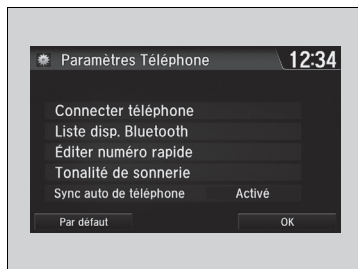 Paramètres Téléphone 12:34
Connecter téléphone
Liste disp. Bluetooth
Éditer numéro rapide
Tonalité de sonnerie
Sync auto de téléphone Activé
Par défaut OK